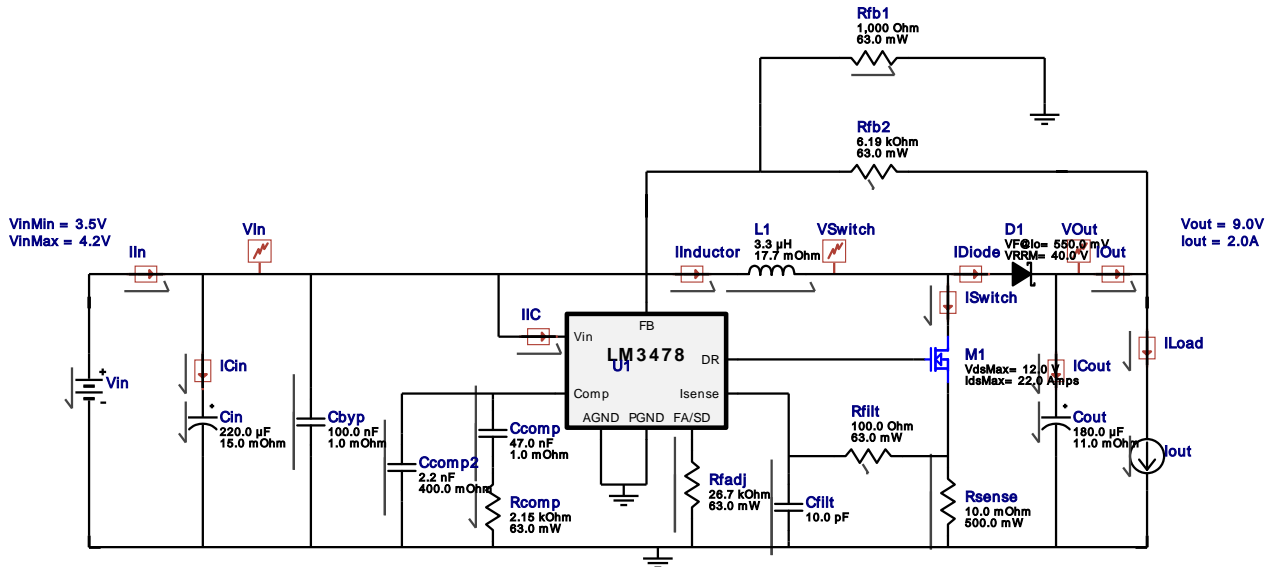 Rfb1
1,000 Ohm
63.0 mW
Rfb2
6.19 kOhm
63.0 mW
VinMin = 3.5V
VinMax = 4.2V
Vout = 9.0V
Iout = 2.0A
IIn
VIn
IInductor
L1
3.3 µH
17.7 mOhm
VSwitch
IDiode
D1
VF@Io= 550.0 mV
VRRM= 40.0 V
VOut
IOut
ISwitch
IIC
Vin
FB
LM3478
U1
DR
Comp
Isense
AGND
PGND
FA/SD
M1
VdsMax= 12.0 V
IdsMax= 22.0 Amps
ICout
ILoad
Vin
+
-
ICin
Cin
220.0 µF
15.0 mOhm
Cbyp
100.0 nF
1.0 mOhm
Ccomp2
2.2 nF
400.0 mOhm
Ccomp
47.0 nF
1.0 mOhm
Rcomp
2.15 kOhm
63.0 mW
Rfadj
26.7 kOhm
63.0 mW
Rfilt
100.0 Ohm
63.0 mW
Cfilt
10.0 pF
Rsense
10.0 mOhm
500.0 mW
Cout
180.0 µF
11.0 mOhm
Iout